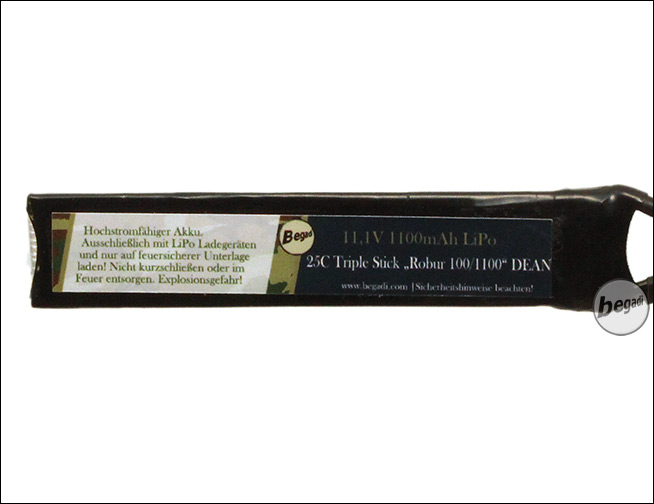 Hochstromfähiger Akku.
Ausschließlich mit LiPo Ladegeräten
und nur auf feuersicherer Unterlage
laden! Nicht kurzschließen oder im
Feuer entsorgen. Explosionsgefahr!
Begadi
11,1V 1100mAh LiPo
25C Triple Stick „Robur 100/1100“ DEAN
www.begadi.com |Sicherheitshinweise beachten!
begadi